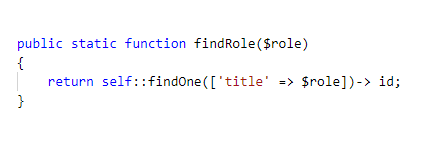 public static function findRole($role)
{
    return self::findOne(['title' => $role])-> id;
}